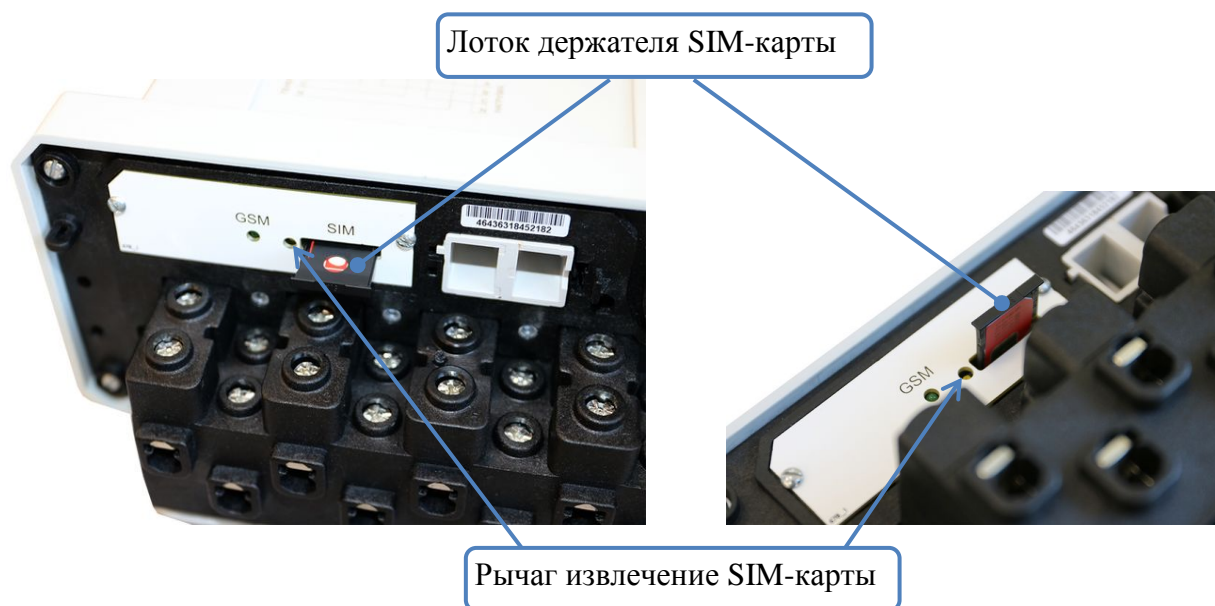 Лоток держателя SIM-карты
GSM
SIM
46436318452182
GSM
Рычаг извлечение SIM-карты